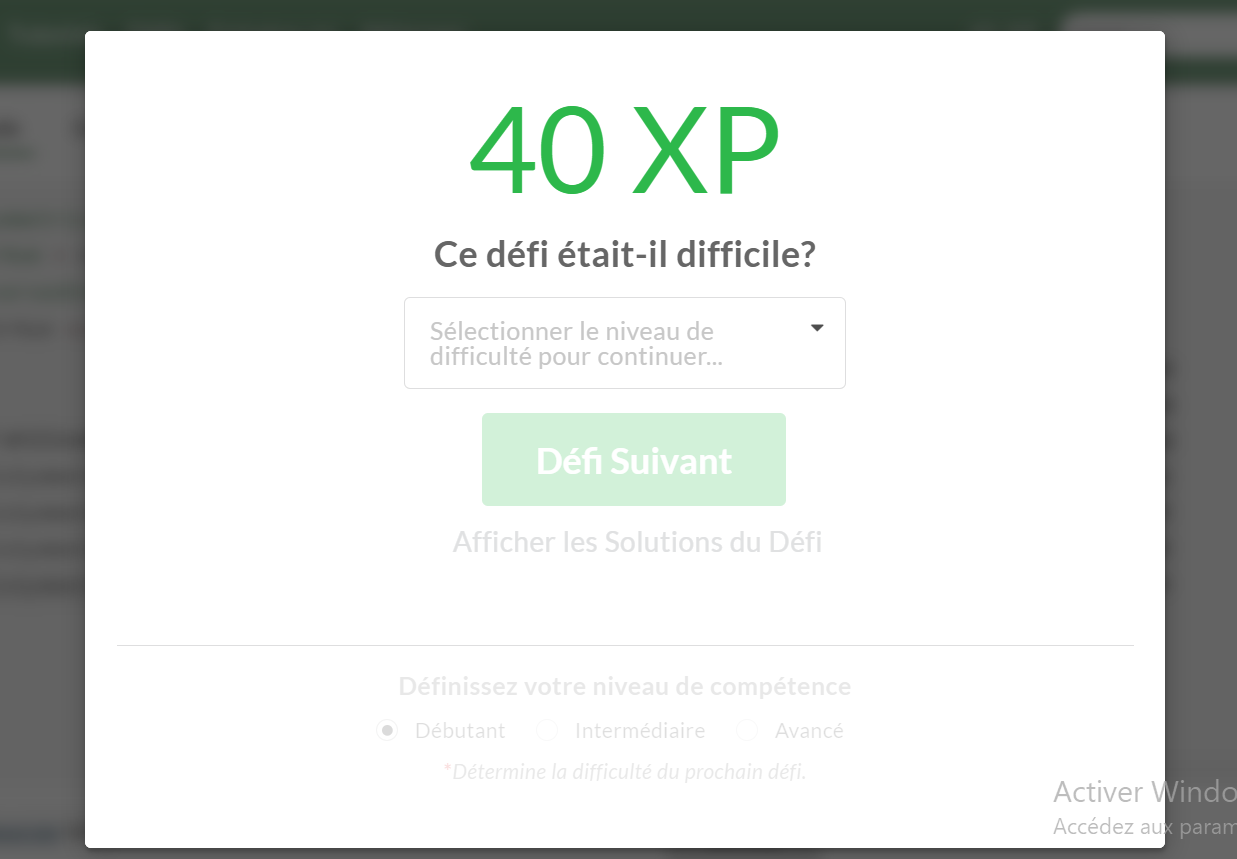 40 XP
Ce défi était-il difficile?
Sélectionner le niveau de
difficulté pour continuer...
Défi Suivant
Afficher les Solutions du Défi
Définissez votre niveau de compétence
Débutant Intermédiaire Avancé
*Détermine la difficulté du prochain défi.
Activer Windo
Accédez aux param